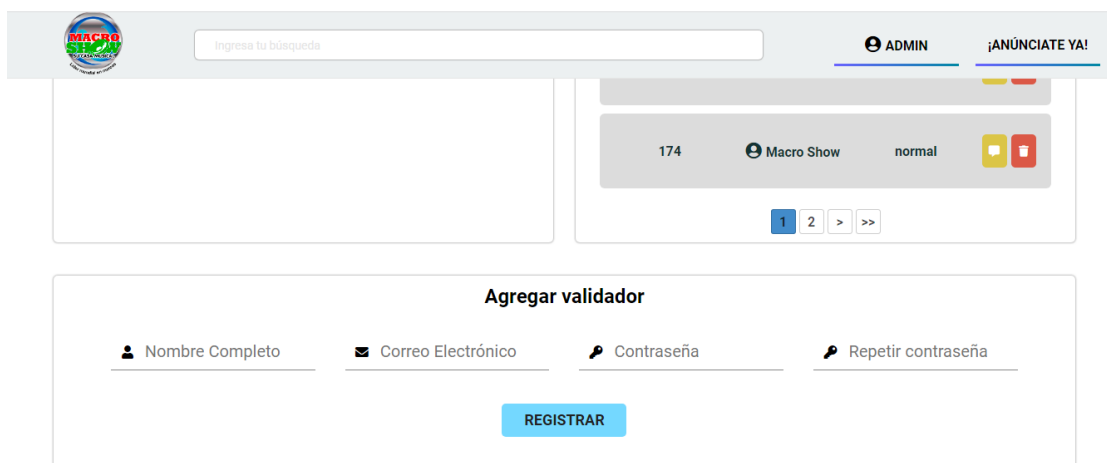 MACRO
SHOW
Ingresa tu búsqueda
ADMIN
¡ANÚNCIATE YA!
174 Macro Show normal
1 2 > >>
Agregar validador
Nombre Completo Correo Electrónico Contraseña Repetir contraseña
REGISTRAR